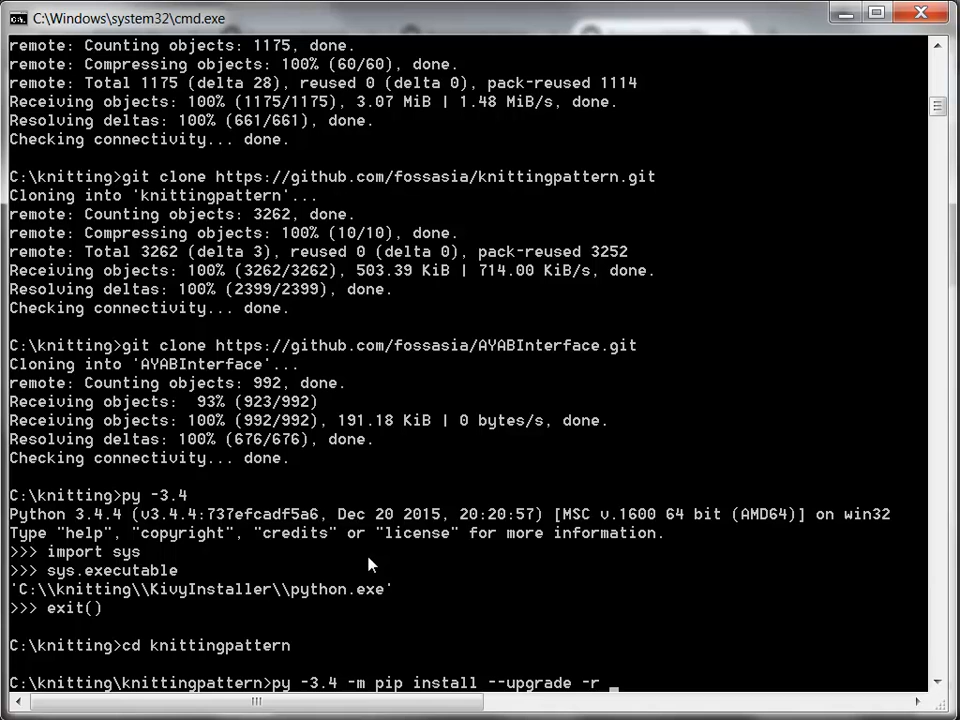 C:\Windows\system32\cmd.exe
remote: Counting objects: 1175, done.
remote: Compressing objects: 100% (60/60), done.
remote: Total 1175 (delta 28), reused 0 (delta 0), pack-reused 1114
Receiving objects: 100% (1175/1175), 3.07 MiB | 1.48 MiB/s, done.
Resolving deltas: 100% (661/661), done.
Checking connectivity... done.
C:\knitting>git clone https://github.com/fossasia/knittingpattern.git
Cloning into 'knittingpattern'...
remote: Counting objects: 3262, done.
remote: Compressing objects: 100% (10/10), done.
remote: Total 3262 (delta 3), reused 0 (delta 0), pack-reused 3252
Receiving objects: 100% (3262/3262), 503.39 KiB | 714.00 KiB/s, done.
Resolving deltas: 100% (2399/2399), done.
Checking connectivity... done.
C:\knitting>git clone https://github.com/fossasia/AYABInterface.git
Cloning into 'AYABInterface'...
remote: Counting objects: 992, done.
Receiving objects:  93% (923/992)
Receiving objects: 100% (992/992), 191.18 KiB | 0 bytes/s, done.
Resolving deltas: 100% (676/676), done.
Checking connectivity... done.
C:\knitting>py -3.4
Python 3.4.4 (v3.4.4:737efcadf5a6, Dec 20 2015, 20:20:57) [MSC v.1600 64 bit (AMD64)] on win32
Type "help", "copyright", "credits" or "license" for more information.
>>> import sys
>>> sys.executable
'C:\\knitting\\KivyInstaller\\python.exe'
>>> exit()
C:\knitting>cd knittingpattern
C:\knitting\knittingpattern>py -3.4 -m pip install --upgrade -r _